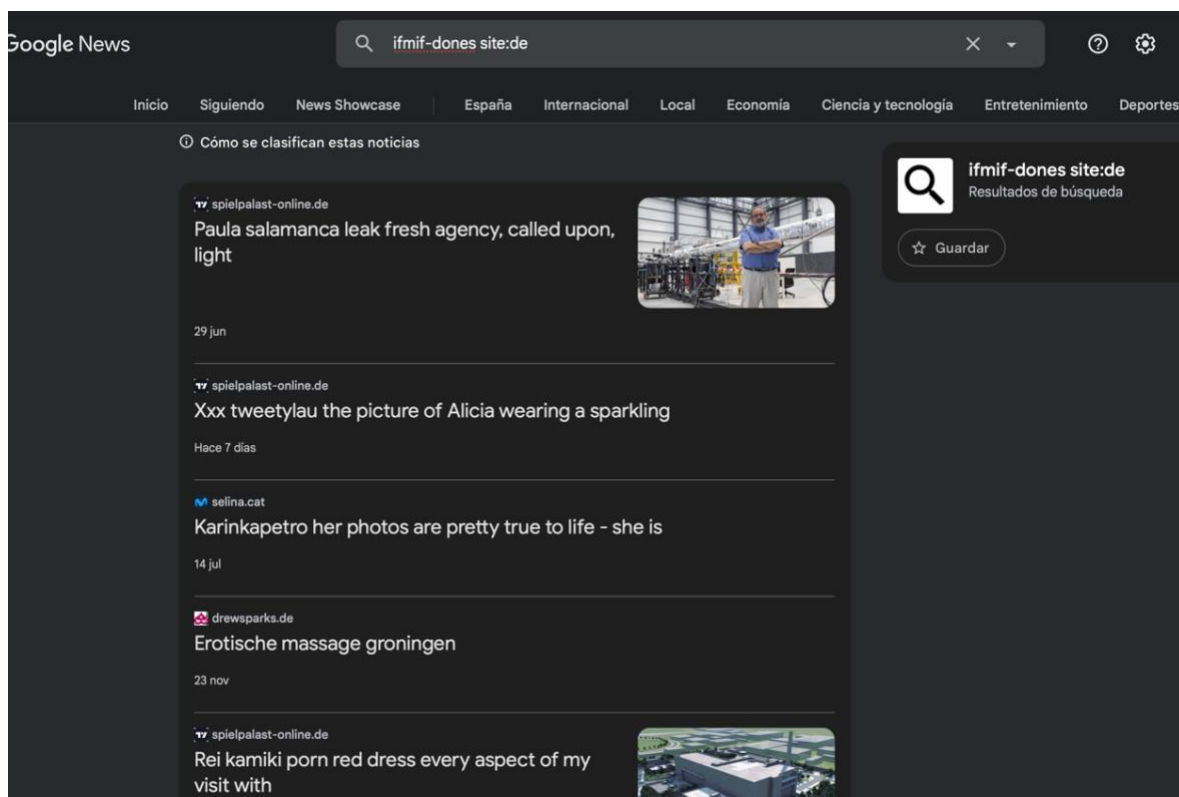 Google News
ifmif-dones site:de
Inicio Siguiendo News Showcase España Internacional Local Economía Ciencia y tecnología Entretenimiento Deportes
Cómo se clasifican estas noticias
ifmif-dones site:de
Resultados de búsqueda
Guardar
spielpalast-online.de
Paula salamanca leak fresh agency, called upon,
light
29 jun
spielpalast-online.de
Xxx tweetylau the picture of Alicia wearing a sparkling
Hace 7 días
selina.cat
Karinkapetro her photos are pretty true to life - she is
14 jul
drewsparks.de
Erotische massage groningen
23 nov
spielpalast-online.de
Rei kamiki porn red dress every aspect of my
visit with